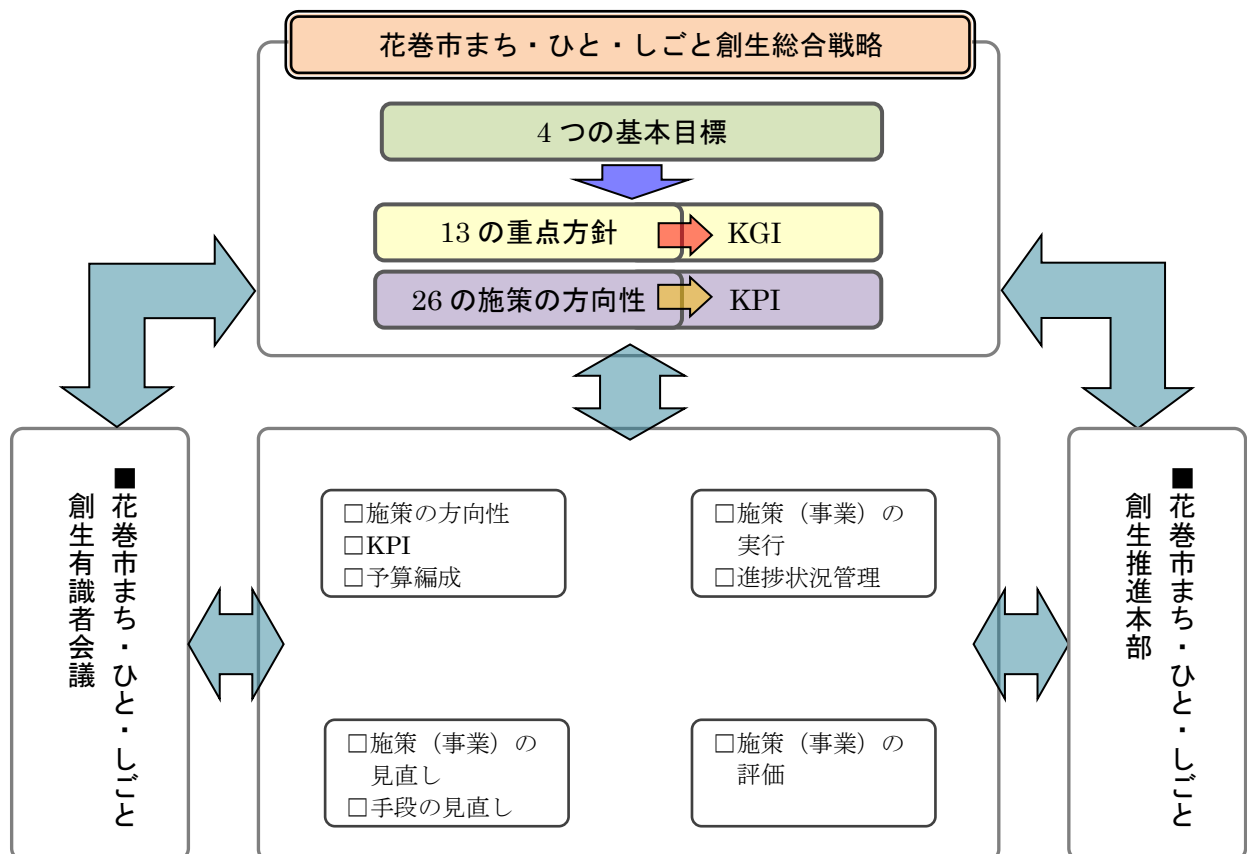 花巻市まち・ひと・しごと創生総合戦略
4 つの基本目標
13 の重点方針
KGI
26 の施策の方向性
KPI
■花巻市まち・ひと・しごと
創生有識者会議
□施策の方向性
□KPI
□予算編成
□施策（事業）の
実行
□進捗状況管理
□施策（事業）の
見直し
□手段の見直し
□施策（事業）の
評価
■花巻市まち・ひと・しごと
創生推進本部